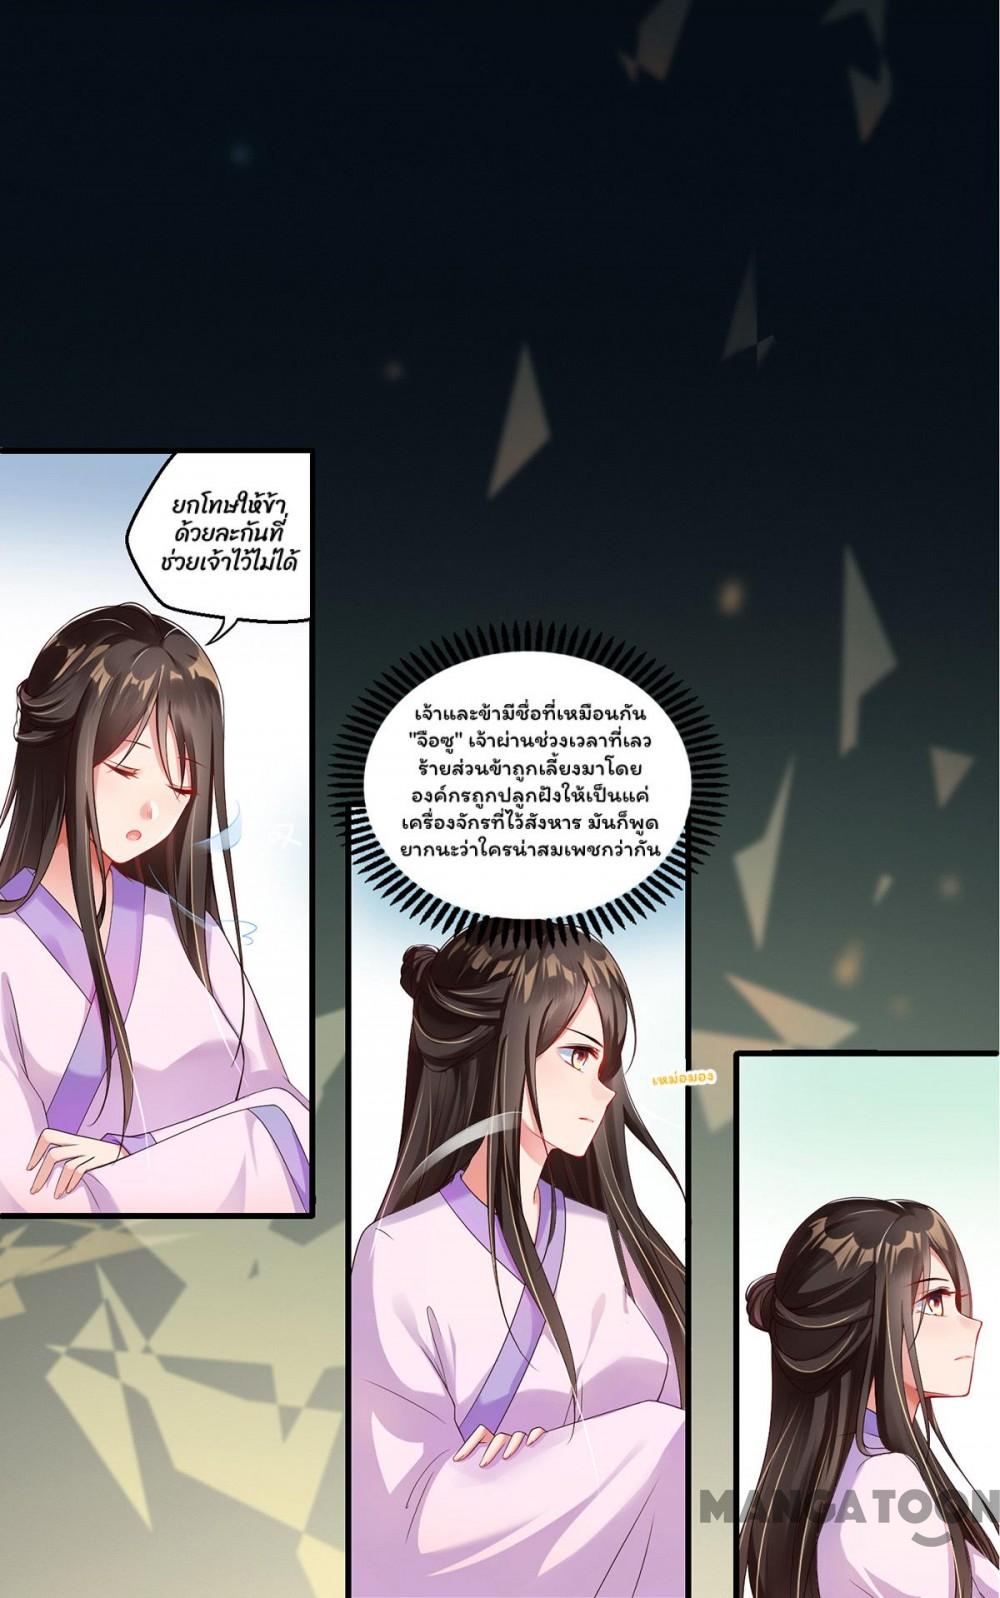 ยกโทษให้ข้า
ด้วยละกันที่
ช่วยเจ้าไว้ไม่ได้
叹
เจ้าและข้ามีชื่อที่เหมือนกัน
"จือซู" เจ้าผ่านช่วงเวลาที่เลว
ร้ายส่วนข้าถูกเลี้ยงมาโดย
องค์กรถูกปลูกฝังให้เป็นแค่
เครื่องจักรที่ไว้สังหาร มันก็พูด
ยากนะว่าใครน่าสมเพชกว่ากัน
เหม่อมอง
MANGATOON